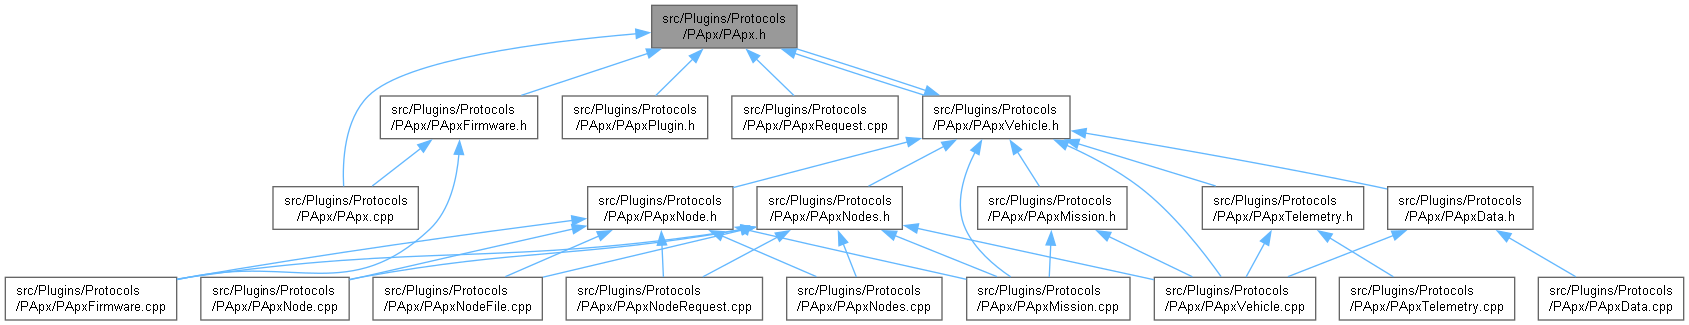 src/Plugins/Protocols
/PApx/PApx.h
src/Plugins/Protocols
/PApx/PApxFirmware.h
src/Plugins/Protocols
/PApx/PApxPlugin.h
src/Plugins/Protocols
/PApx/PApxRequest.cpp
src/Plugins/Protocols
/PApx/PApxVehicle.h
src/Plugins/Protocols
/PApx/PApx.cpp
src/Plugins/Protocols
/PApx/PApxNode.h
src/Plugins/Protocols
/PApx/PApxNodes.h
src/Plugins/Protocols
/PApx/PApxMission.h
src/Plugins/Protocols
/PApx/PApxTelemetry.h
src/Plugins/Protocols
/PApx/PApxData.h
src/Plugins/Protocols
/PApx/PApxFirmware.cpp
src/Plugins/Protocols
/PApx/PApxNode.cpp
src/Plugins/Protocols
/PApx/PApxNodeFile.cpp
src/Plugins/Protocols
/PApx/PApxNodeRequest.cpp
src/Plugins/Protocols
/PApx/PApxNodes.cpp
src/Plugins/Protocols
/PApx/PApxMission.cpp
src/Plugins/Protocols
/PApx/PApxVehicle.cpp
src/Plugins/Protocols
/PApx/PApxTelemetry.cpp
src/Plugins/Protocols
/PApx/PApxData.cpp